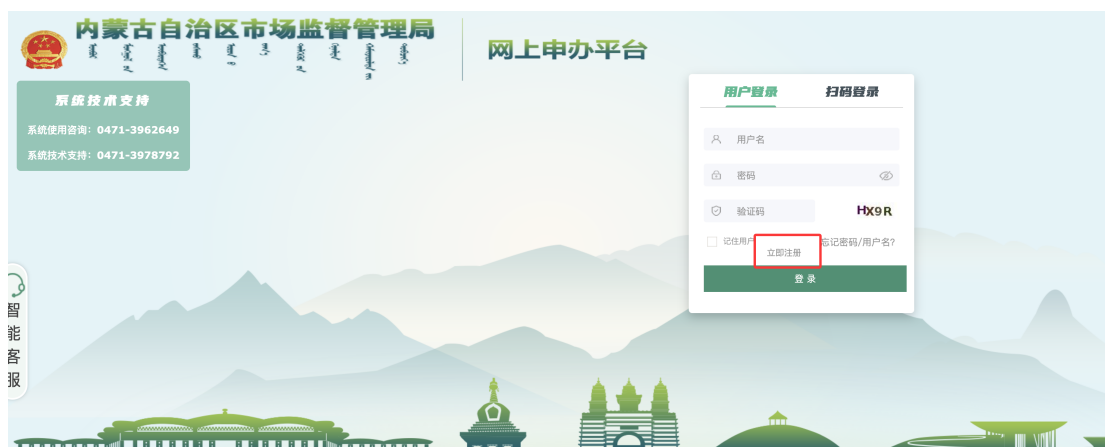 内蒙古自治区市场监督管理局
网上申办平台
系统技术支持
系统使用咨询：0471-3962649
系统技术支持：0471-3978792
用户登录
扫码登录
用户名
密码
验证码
HX9R
记住用户
忘记密码/用户名?
立即注册
登 录
智能客服